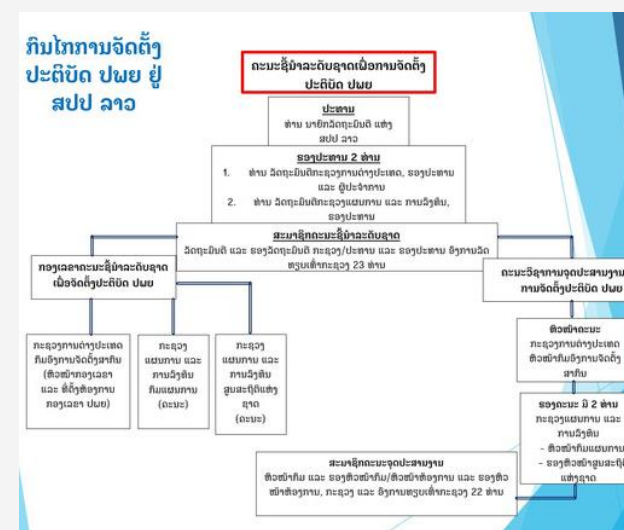 ກົນໄກການຈັດຕັ້ງ
ປະຕິບັດ ປພຍ ຢູ່
ສປປ ລາວ
ຄະນະຊີ້ນຳລະດັບຊາດເພື່ອການຈັດຕັ້ງ
ປະຕິບັດ ປພຍ
ປະທານ
ທ່ານ ນາຍົກລັດຖະມົນຕີ ແຫ່ງ
ສປປ ລາວ
ຮອງປະທານ 2 ທ່ານ
1. ທ່ານ ລັດຖະມົນຕີກະຊວງການຕ່າງປະເທດ, ຮອງປະທານ
ແລະ ຜູ້ປະຈຳການ
2. ທ່ານ ລັດຖະມົນຕີກະຊວງແຜນການ ແລະ ການລົງທຶນ,
ຮອງປະທານ
ສະມາຊິກຄະນະຊີ້ນຳລະດັບຊາດ
ລັດຖະມົນຕີ ແລະ ຮອງລັດຖະມົນຕີ ກະຊວງ/ປະທານ ແລະ ຮອງປະທານ ອົງການລັດ
ທຽບເທົ່າກະຊວງ 23 ທ່ານ
ກອງເລຂາຄະນະຊີ້ນຳລະດັບຊາດ
ເພື່ອຈັດຕັ້ງປະຕິບັດ ປພຍ
ກະຊວງການຕ່າງປະເທດ
ກົມອົງການຈັດຕັ້ງສາກົນ
(ຫົວໜ້າກອງເລຂາ
ແລະ ທີ່ຕັ້ງຫ້ອງການ
ກອງເລຂາ ປພຍ)
ກະຊວງ
ແຜນການ ແລະ
ການລົງທຶນ
ກົມແຜນການ
(ຄະນະ)
ກະຊວງ
ແຜນການ ແລະ
ການລົງທຶນ
ສູນສະຖິຕິແຫ່ງ
ຊາດ
(ຄະນະ)
ຄະນະວິຊາການຈຸດປະສານງານ
ການຈັດຕັ້ງປະຕິບັດ ປພຍ
ຫົວໜ້າຄະນະ
ກະຊວງການຕ່າງປະເທດ
ຫົວໜ້າກົມອົງການຈັດຕັ້ງ
ສາກົນ
ຮອງຄະນະ ມີ 2 ທ່ານ
ກະຊວງແຜນການ ແລະ
ການລົງທຶນ
- ຫົວໜ້າກົມແຜນການ
- ຮອງຫົວໜ້າສູນສະຖິຕິ
ແຫ່ງຊາດ
ສະມາຊິກຄະນະຈຸດປະສານງານ
ຫົວໜ້າກົມ ແລະ ຮອງຫົວໜ້າກົມ/ຫົວໜ້າຫ້ອງການ ແລະ ຮອງຫົວ
ໜ້າຫ້ອງການ, ກະຊວງ ແລະ ອົງການທຽບເທົ່າກະຊວງ 22 ທ່ານ